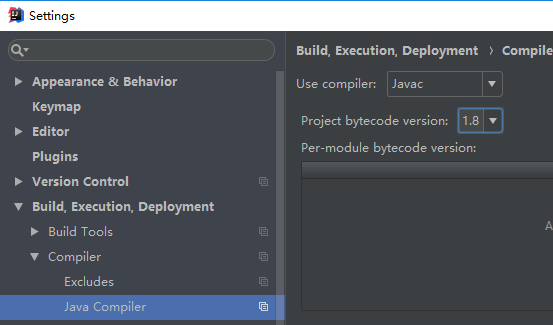 Settings
Appearance & Behavior
Keymap
Editor
Plugins
Version Control
Build, Execution, Deployment
Build Tools
Compiler
Excludes
Java Compiler
Build, Execution, Deployment › Compile
Use compiler: Javac
Project bytecode version: 1.8
Per-module bytecode version:
A